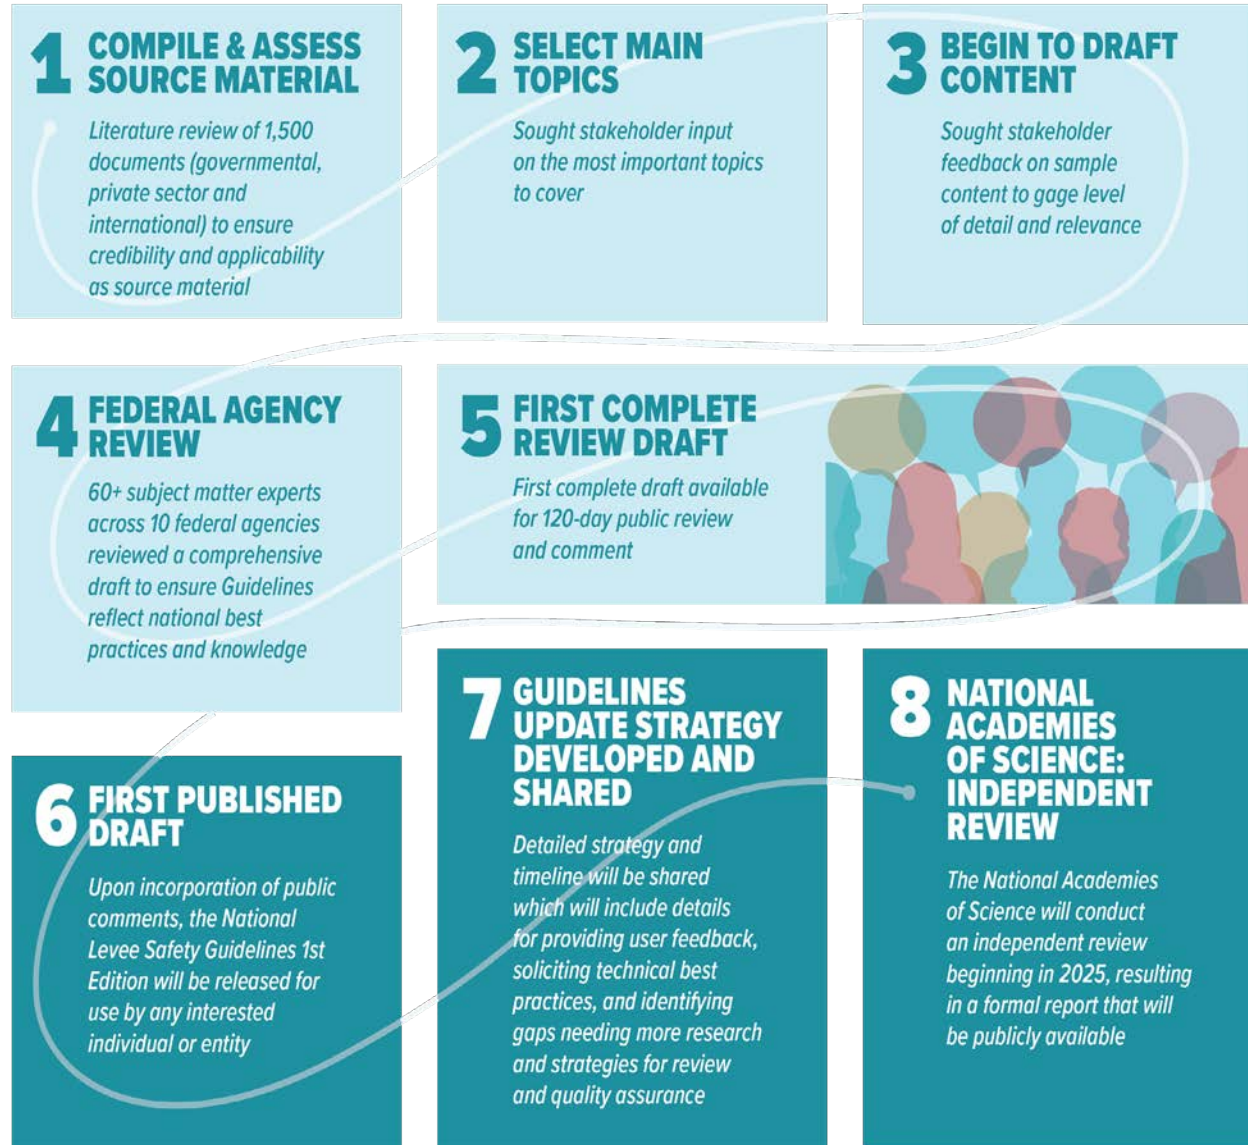 1 COMPILE & ASSESS
SOURCE MATERIAL
Literature review of 1,500
documents (governmental,
private sector and
international) to ensure
credibility and applicability
as source material
2 SELECT MAIN
TOPICS
Sought stakeholder input
on the most important topics
to cover
3 BEGIN TO DRAFT
CONTENT
Sought stakeholder
feedback on sample
content to gage level
of detail and relevance
4 FEDERAL AGENCY
REVIEW
60+ subject matter experts
across 10 federal agencies
reviewed a comprehensive
draft to ensure Guidelines
reflect national best
practices and knowledge
5 FIRST COMPLETE
REVIEW DRAFT
First complete draft available
for 120-day public review
and comment
6 FIRST PUBLISHED
DRAFT
Upon incorporation of public
comments, the National
Levee Safety Guidelines 1st
Edition will be released for
use by any interested
individual or entity
7 GUIDELINES
UPDATE STRATEGY
DEVELOPED AND
SHARED
Detailed strategy and
timeline will be shared
which will include details
for providing user feedback,
soliciting technical best
practices, and identifying
gaps needing more research
and strategies for review
and quality assurance
8 NATIONAL
ACADEMIES
OF SCIENCE:
INDEPENDENT
REVIEW
The National Academies
of Science will conduct
an independent review
beginning in 2025, resulting
in a formal report that will
be publicly available